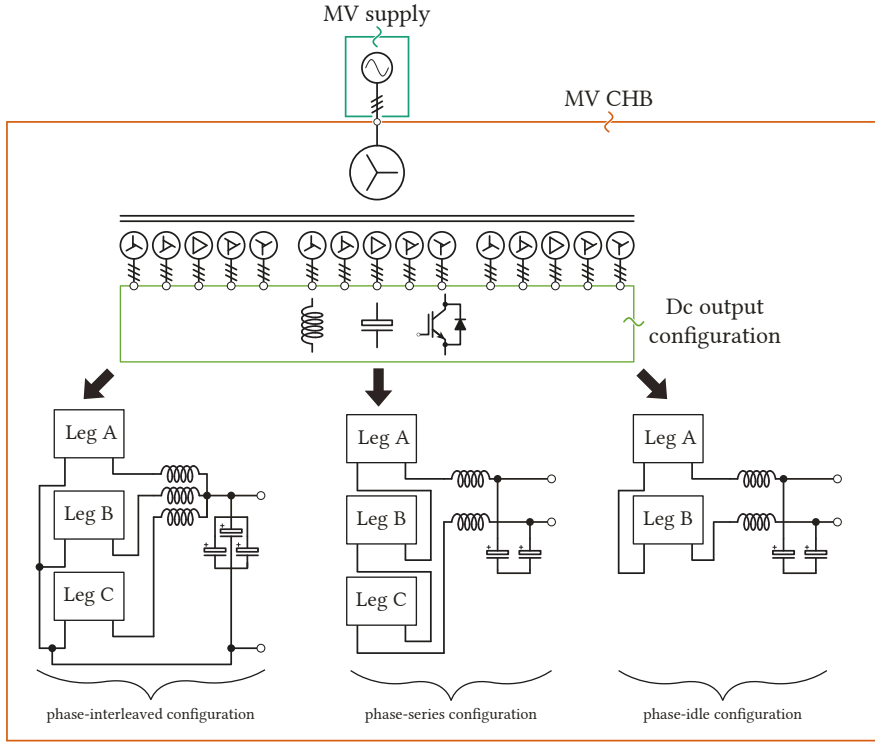 MV supply
MV CHB
Dc output
configuration
Leg A
Leg B
Leg C
phase-interleaved configuration
Leg A
Leg B
Leg C
phase-series configuration
Leg A
Leg B
phase-idle configuration